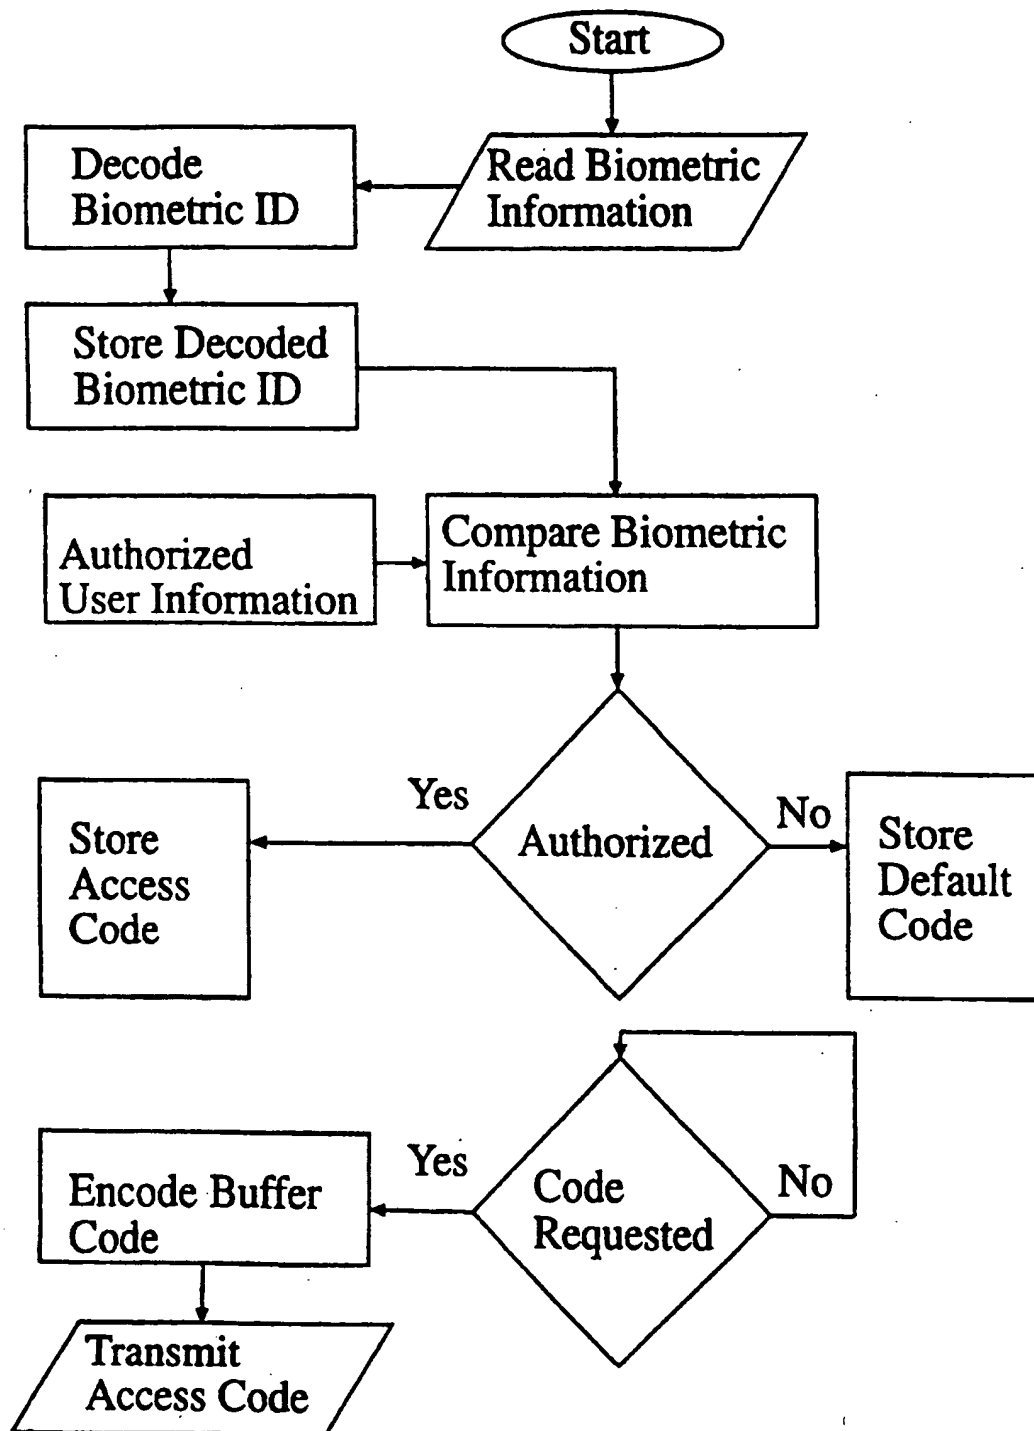 Start
Read Biometric
Information
Decode
Biometric ID
Store Decoded
Biometric ID
Authorized
User Information
Compare Biometric
Information
Yes
Authorized
No
Store
Access
Code
Store
Default
Code
Yes
Code
Requested
No
Encode Buffer
Code
Transmit
Access Code